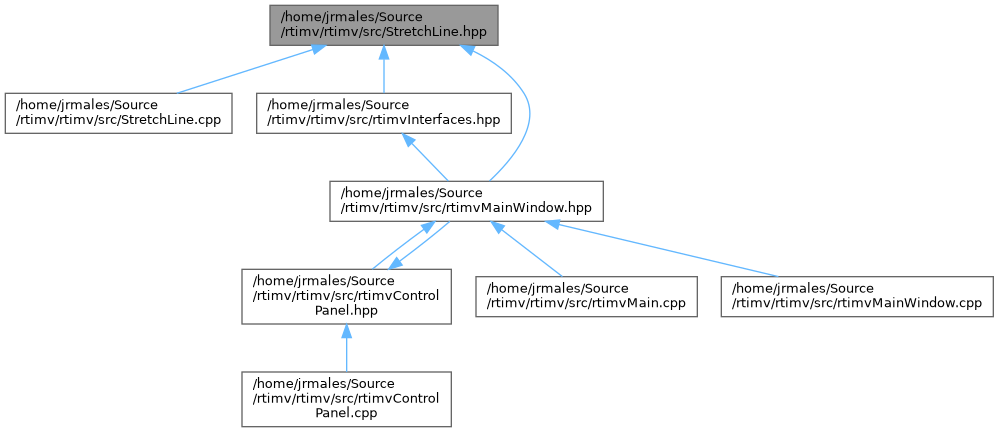 /home/jrmales/Source
/rtimv/rtimv/src/StretchLine.hpp
/home/jrmales/Source
/rtimv/rtimv/src/StretchLine.cpp
/home/jrmales/Source
/rtimv/rtimv/src/rtimvInterfaces.hpp
/home/jrmales/Source
/rtimv/rtimv/src/rtimvMainWindow.hpp
/home/jrmales/Source
/rtimv/rtimv/src/rtimvControl
Panel.hpp
/home/jrmales/Source
/rtimv/rtimv/src/rtimvMain.cpp
/home/jrmales/Source
/rtimv/rtimv/src/rtimvMainWindow.cpp
/home/jrmales/Source
/rtimv/rtimv/src/rtimvControl
Panel.cpp